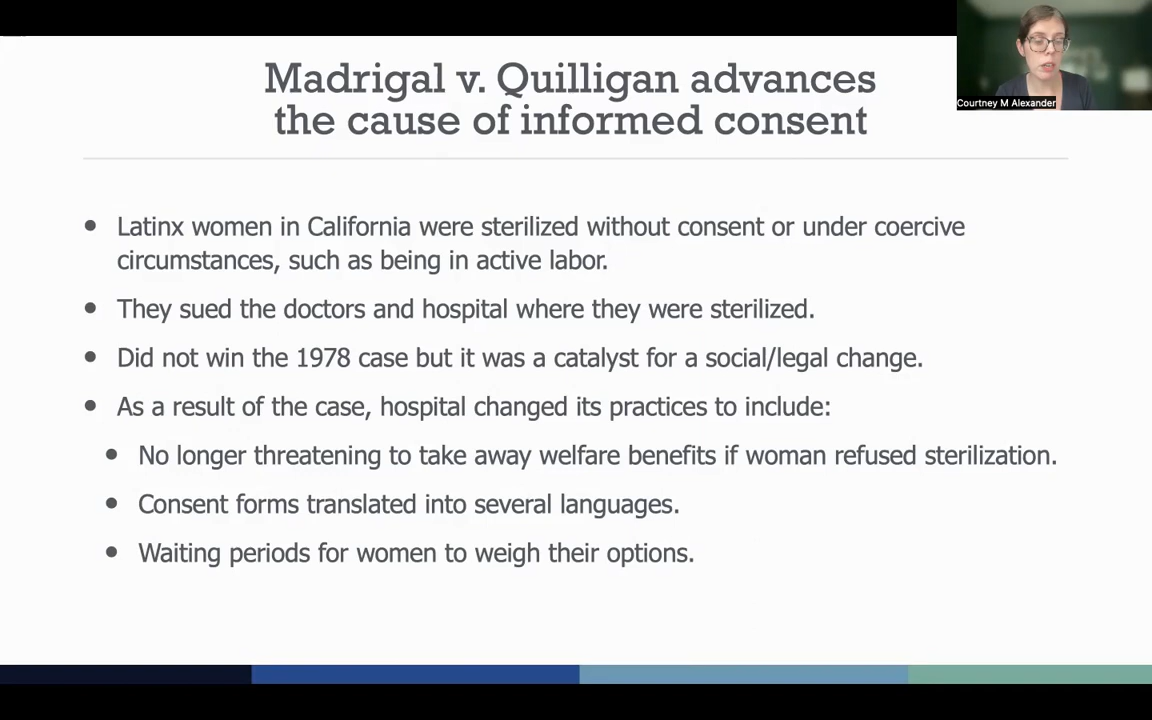 Madrigal v. Quilligan advances
the cause of informed consent
Courtney M Alexander
• Latinx women in California were sterilized without consent or under coercive
circumstances, such as being in active labor.
• They sued the doctors and hospital where they were sterilized.
• Did not win the 1978 case but it was a catalyst for a social/legal change.
• As a result of the case, hospital changed its practices to include:
• No longer threatening to take away welfare benefits if woman refused sterilization.
• Consent forms translated into several languages.
• Waiting periods for women to weigh their options.